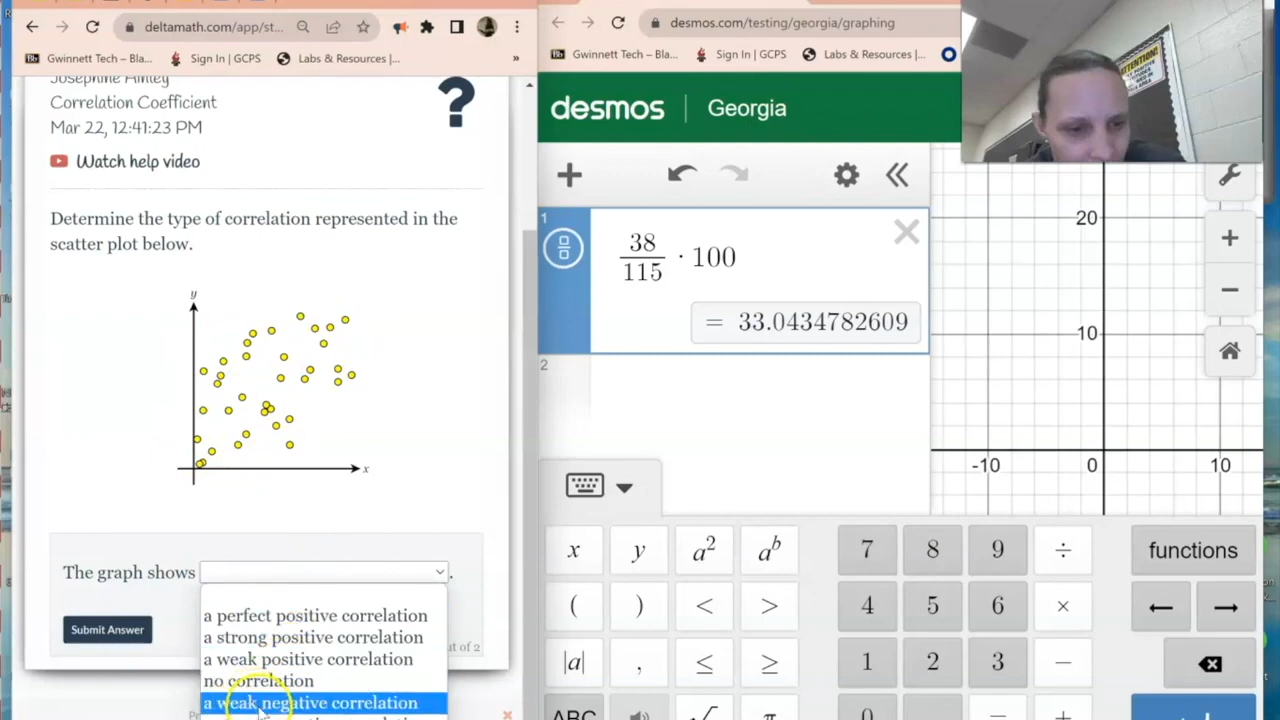 deltamath.com/app/st...
Gwinnett Tech – Bla...
Sign In | GCPS
Labs & Resources |...
»
Correlation Coefficient
Mar 22, 12:41:23 PM
?
Watch help video
Determine the type of correlation represented in the
scatter plot below.
y
x
The graph shows
.
a perfect positive correlation
a strong positive correlation
a weak positive correlation
no correlation
a weak negative correlation
Submit Answer
ut of 2
desmos.com/testing/georgia/graphing
Gwinnett Tech – Bla...
Sign In | GCPS
Labs & Resources |...
ATTENTION!
desmos
Georgia
1
38
115
· 100
= 33.0434782609
2
20
10
-10
0
10
x y a² aᵇ
7 8 9 ÷
functions
( ) < >
4 5 6 ×
← →
|a| , ≤ ≥
1 2 3 −
ABC √ π